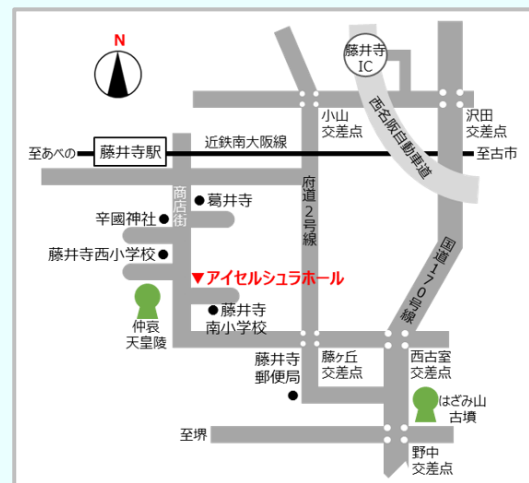 N
藤井寺
IC
小山
交差点
沢田
交差点
西名阪自動車道
近鉄南大阪線
至あべの
藤井寺駅
至古市
商店街
葛井寺
辛國神社
府道2号線
藤井寺西小学校
▼アイセルシュラホール
国道170号線
仲哀
天皇陵
藤井寺
南小学校
藤ヶ丘
交差点
西古室
交差点
藤井寺
郵便局
はざみ山
古墳
至堺
野中
交差点